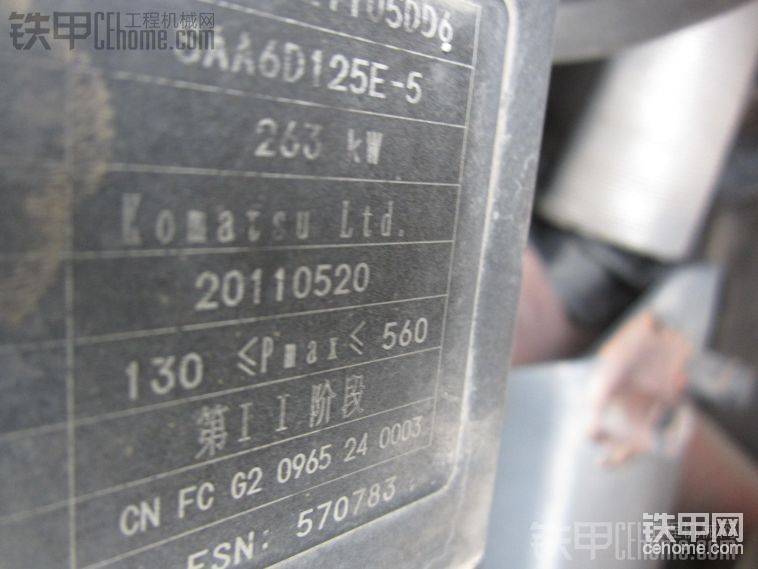 铁甲 工程机械网
CEhome.com
1105DD6
SAA6D125E-5
263 kW
Komatsu Ltd.
20110520
130 ≤Pmax≤ 560
第II阶段
CN FC G2 0965 24 0003
ESN: 570783
铁甲网
cehome.com